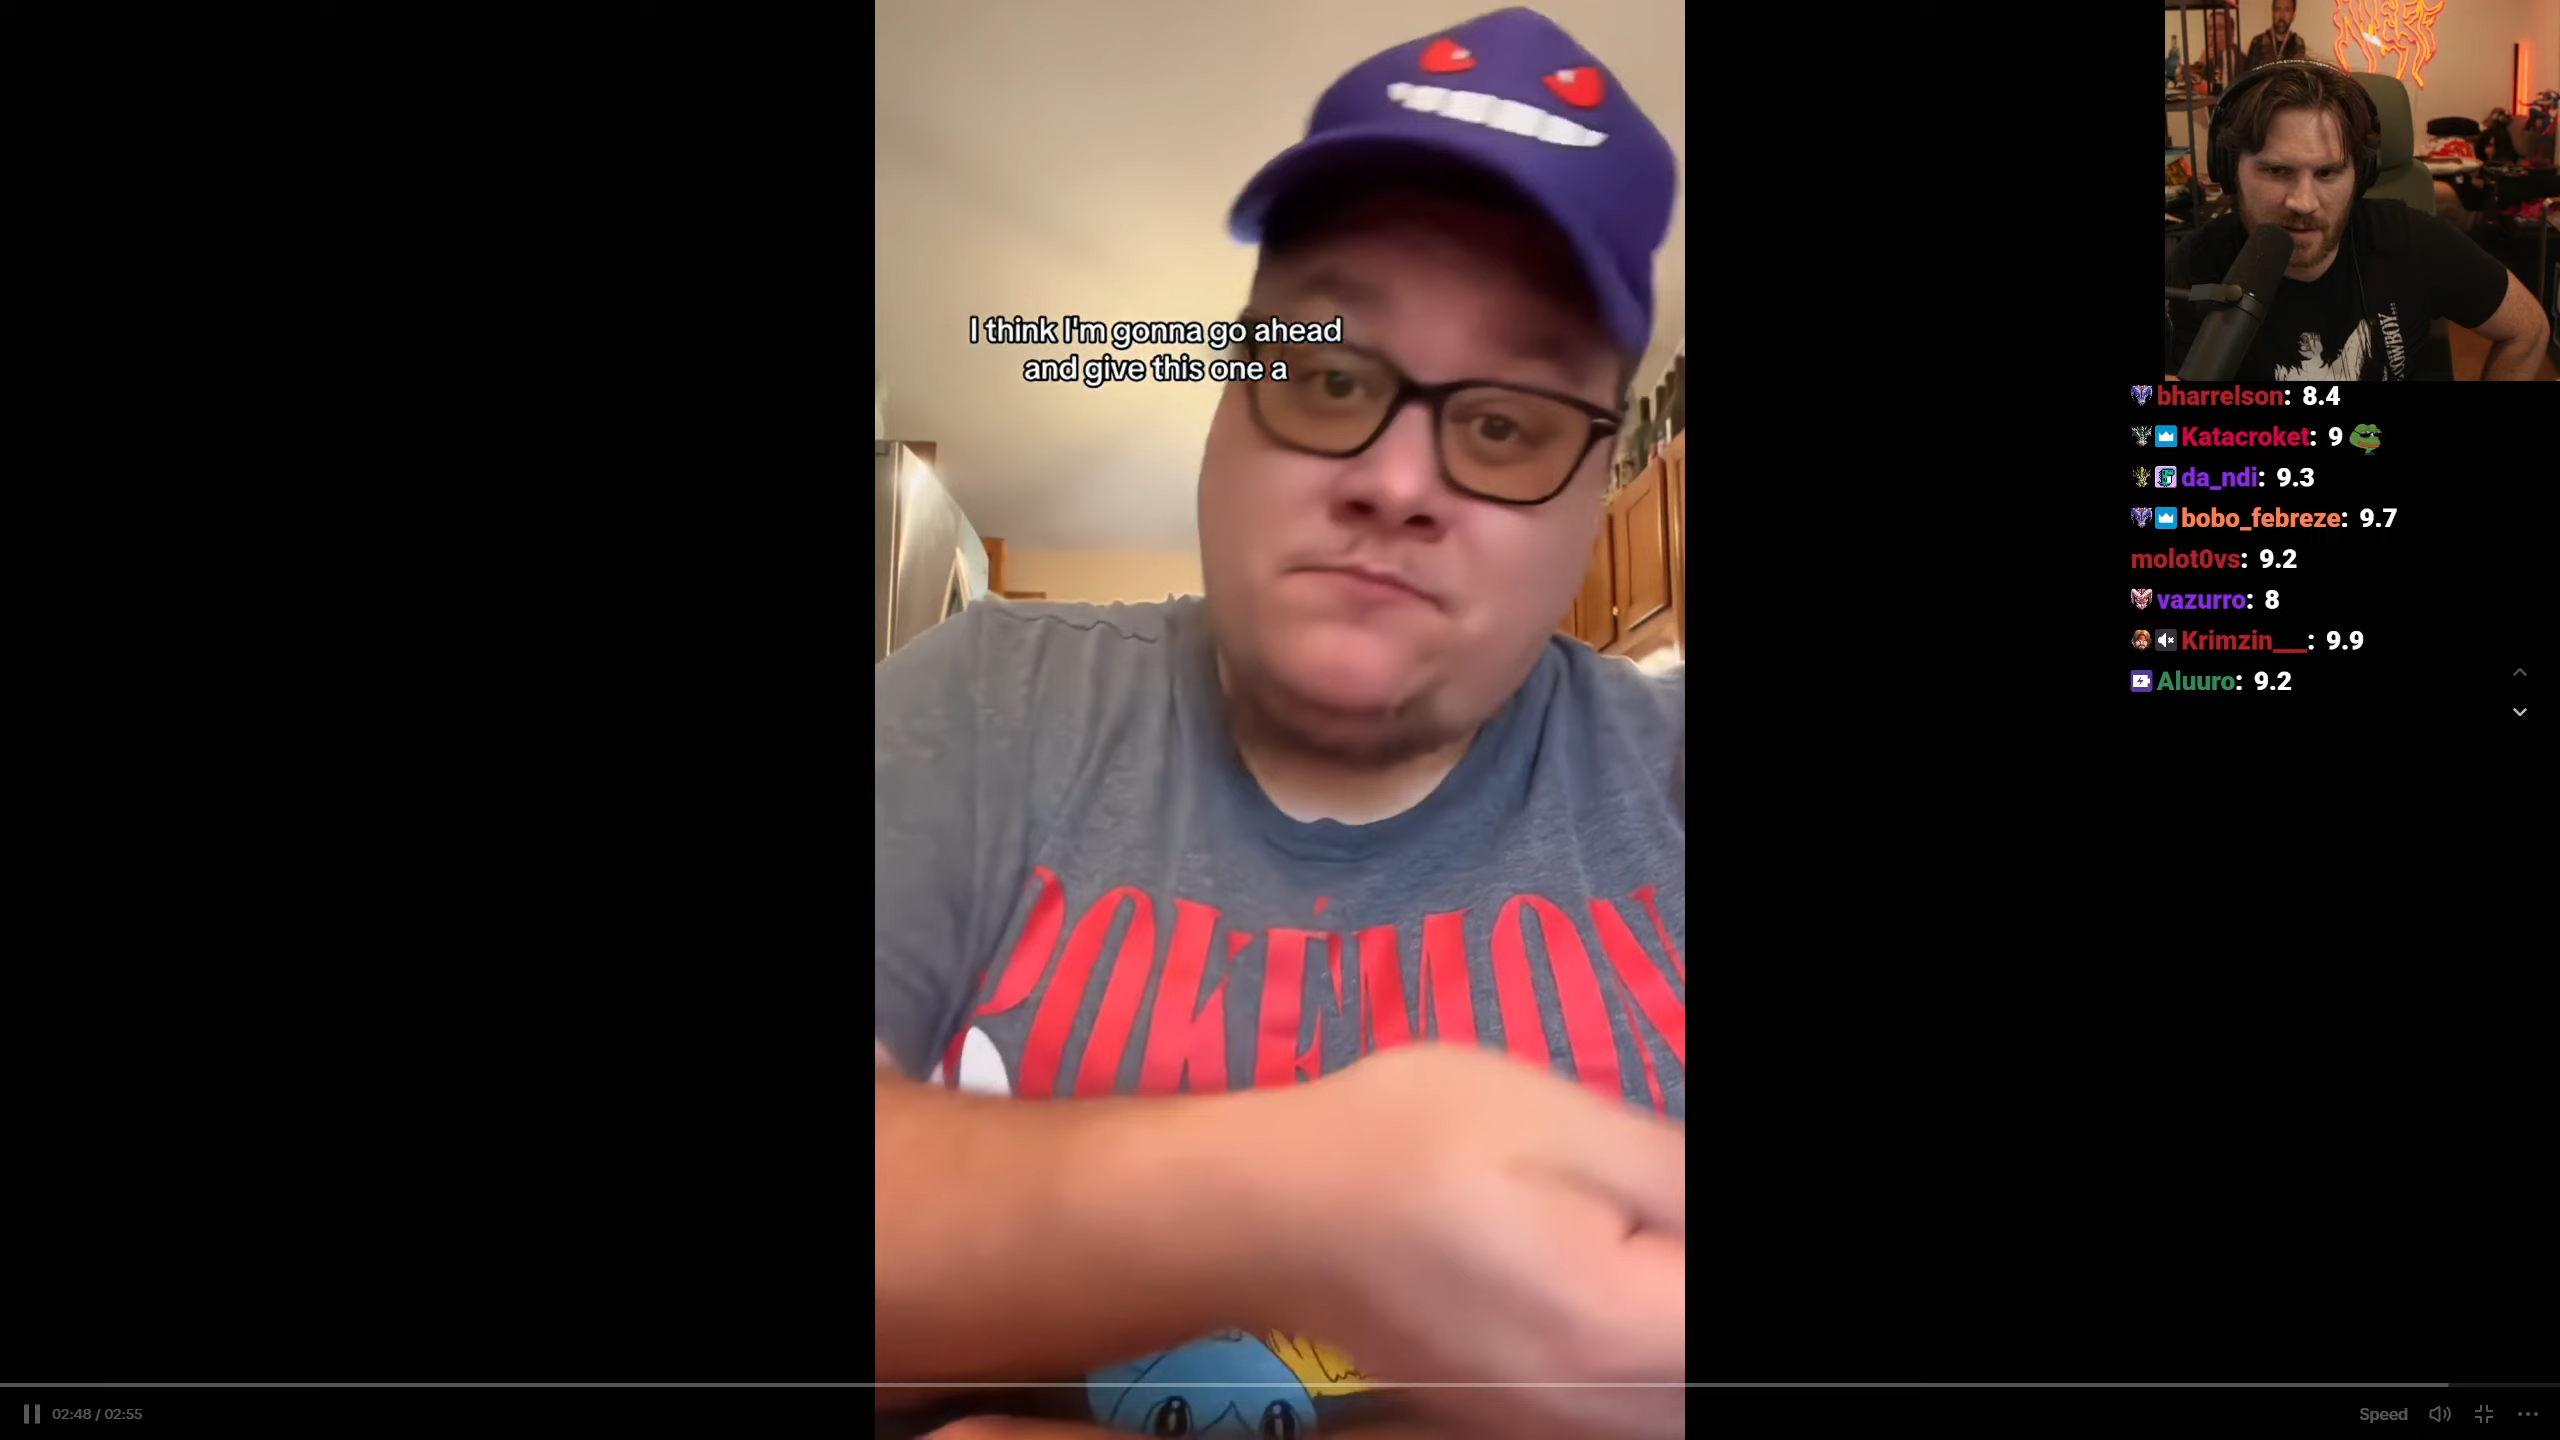 I think I'm gonna go ahead
and give this one a
POKÉMON
bharrelson: 8.4
Katacroket: 9
da_ndi: 9.3
bobo_febreze: 9.7
molot0vs: 9.2
vazurro: 8
Krimzin___: 9.9
Aluuro: 9.2
02:48 / 02:55
Speed